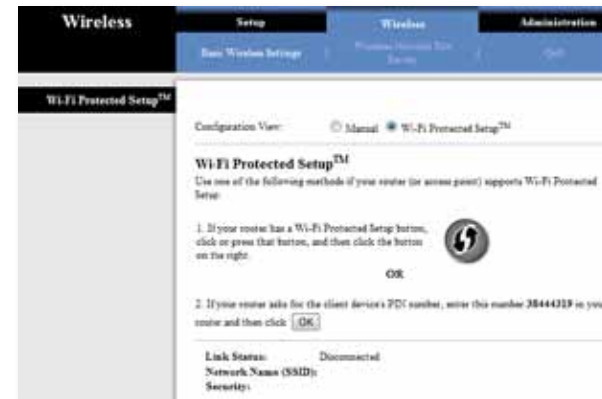 Wireless
Setup
Wireless
Administration
Basic Wireless Settings
Wi-Fi Protected Setup™
Configuration View:
Manual
Wi-Fi Protected Setup™
Wi-Fi Protected Setup™
Use one of the following methods if your router (or access point) supports Wi-Fi Protected
Setup
1. If your router has a Wi-Fi Protected Setup button,
click or press that button, and then click the button
on the right.
OR
2. If your router asks for the client device's PIN number, enter this number 38444319 in you
router and then click OK
Link Status: Disconnected
Network Name (SSID):
Security: